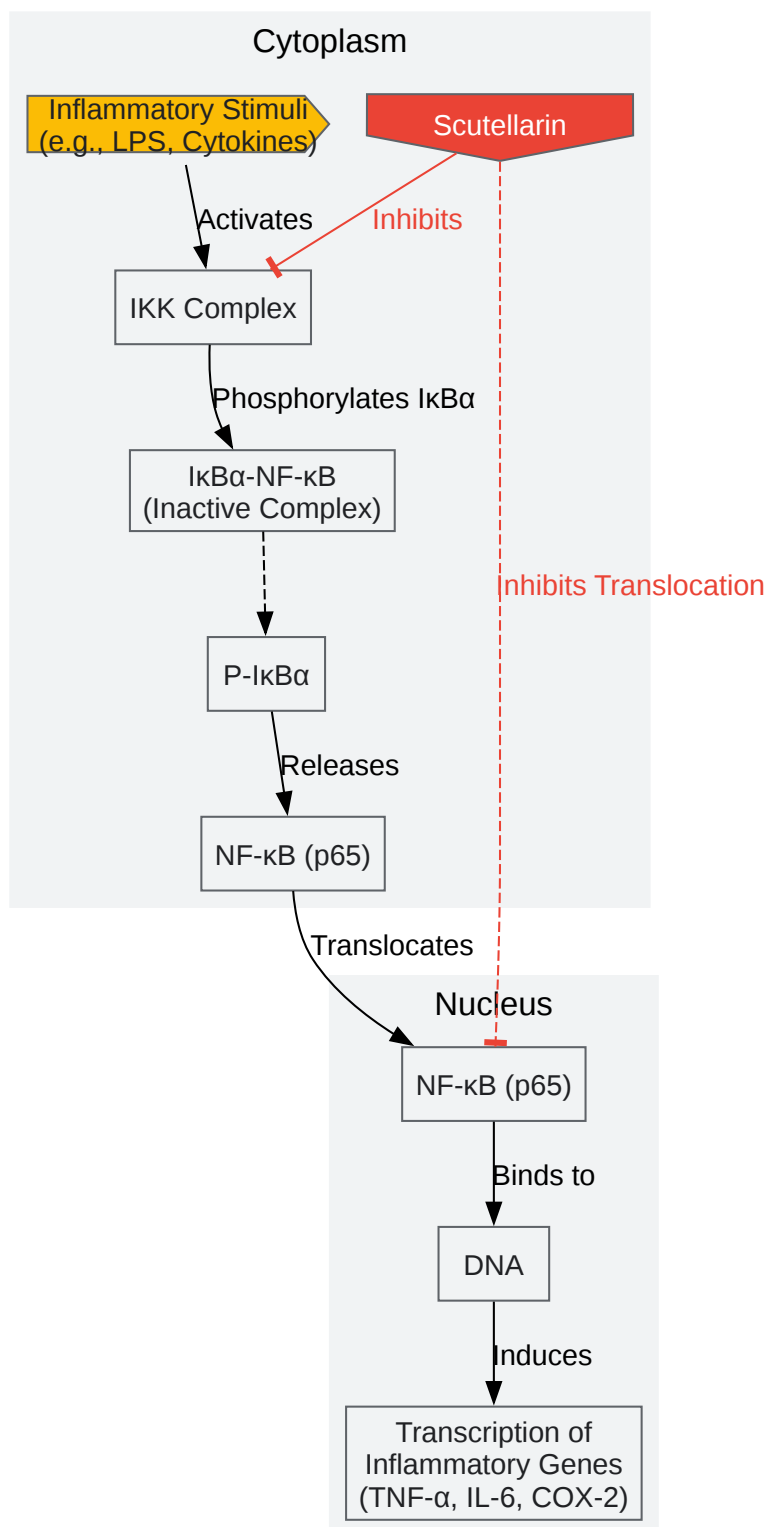 Cytoplasm
Inflammatory Stimuli
(e.g., LPS, Cytokines)
Scutellarin
Activates
Inhibits
IKK Complex
Phosphorylates IκBα
IκBα-NF-κB
(Inactive Complex)
Inhibits Translocation
P-IκBα
Releases
NF-κB (p65)
Translocates
Nucleus
NF-κB (p65)
Binds to
DNA
Induces
Transcription of
Inflammatory Genes
(TNF-α, IL-6, COX-2)